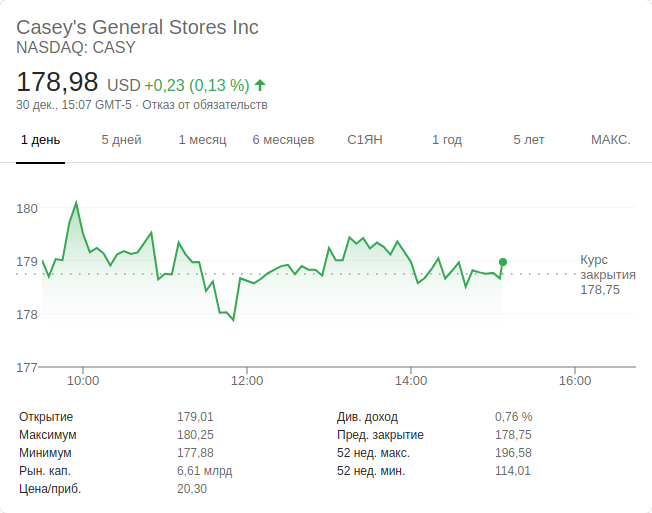 Casey's General Stores Inc
NASDAQ: CASY
178,98 USD +0,23 (0,13 %)
30 дек., 15:07 GMT-5 · Отказ от обязательств
1 день 5 дней 1 месяц 6 месяцев С1ЯН 1 год 5 лет МАКС.
180
179
178
177
Курс
закрытия
178,75
10:00 12:00 14:00 16:00
Открытие 179,01 Див. доход 0,76 %
Максимум 180,25 Пред. закрытие 178,75
Минимум 177,88 52 нед. макс. 196,58
Рын. кап. 6,61 млрд 52 нед. мин. 114,01
Цена/приб. 20,30